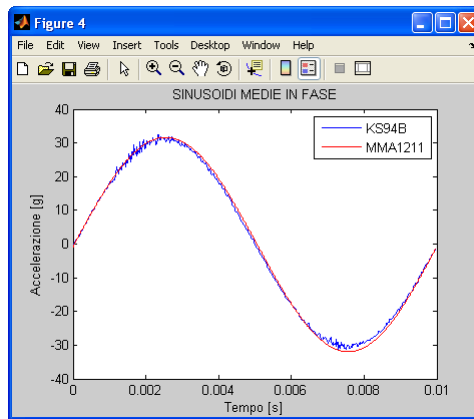 Figure 4
File Edit View Insert Tools Desktop Window Help
SINUSOIDI MEDIE IN FASE
KS94B
MMA1211
Accelerazione [g]
40
30
20
10
0
-10
-20
-30
-40
0 0.002 0.004 0.006 0.008 0.01
Tempo [s]